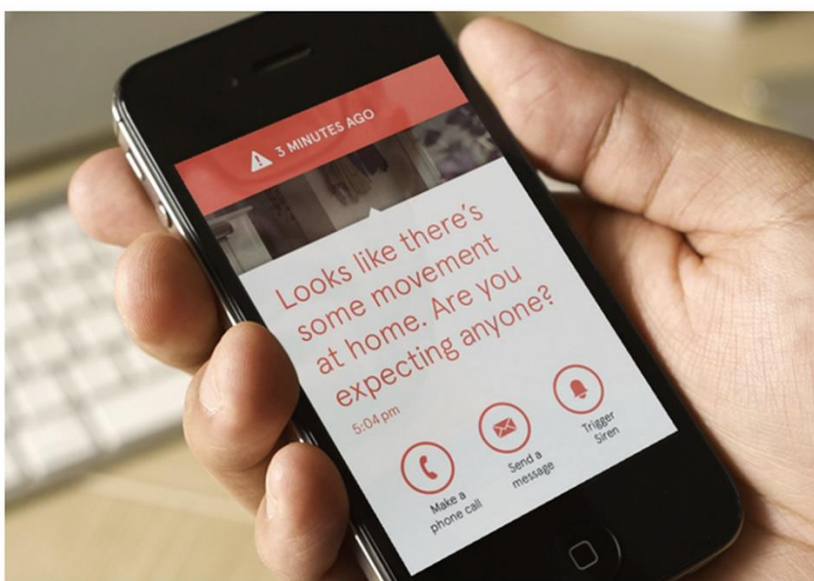 3 MINUTES AGO
Looks like there's
some movement
at home. Are you
expecting anyone?
5:04 pm
Make a
phone call
Send a
message
Trigger
Siren